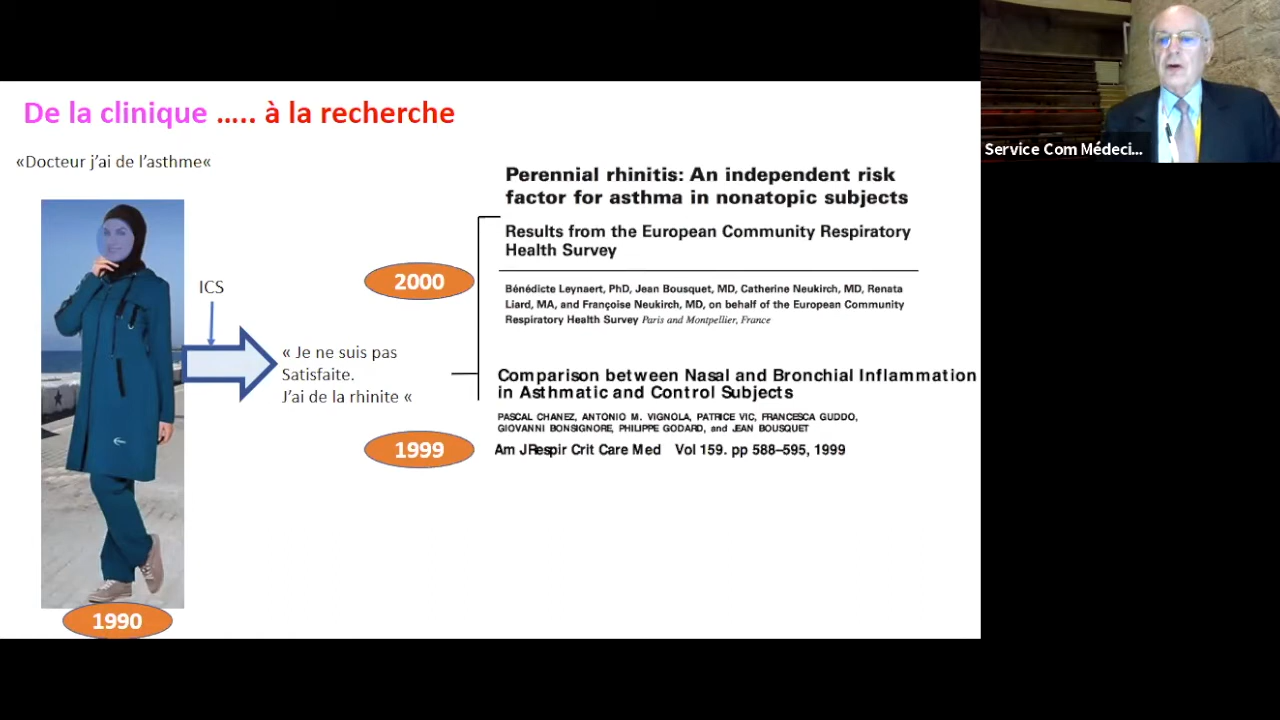 De la clinique ..... à la recherche
«Docteur j'ai de l'asthme«
ICS
« Je ne suis pas
Satisfaite.
J'ai de la rhinite «
1990
2000
Perennial rhinitis: An independent risk
factor for asthma in nonatopic subjects
Results from the European Community Respiratory
Health Survey
Bénédicte Leynaert, PhD, Jean Bousquet, MD, Catherine Neukirch, MD, Renata
Liard, MA, and Françoise Neukirch, MD, on behalf of the European Community
Respiratory Health Survey Paris and Montpellier, France
Comparison between Nasal and Bronchial Inflammation
in Asthmatic and Control Subjects
PASCAL CHANEZ, ANTONIO M. VIGNOLA, PATRICE VIC, FRANCESCA GUDDO,
GIOVANNI BONSIGNORE, PHILIPPE GODARD, and JEAN BOUSQUET
1999
Am J Respir Crit Care Med Vol 159. pp 588–595, 1999
Service Com Médeci...